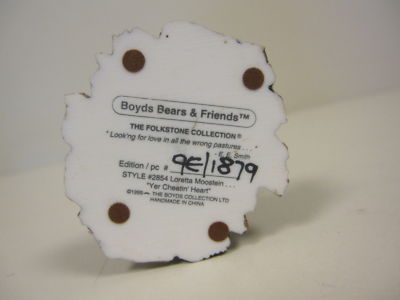 Boyds Bears & Friends™
THE FOLKSTONE COLLECTION®
"Look'ng for love in all the wrong pastures . . ."
- E. E. Smith
Edition / pc # 9E/1879
STYLE #2854 Loretta Moostein . . .
"Yer Cheatin' Heart"
THE BOYDS COLLECTION LTD
HANDMADE IN CHINA